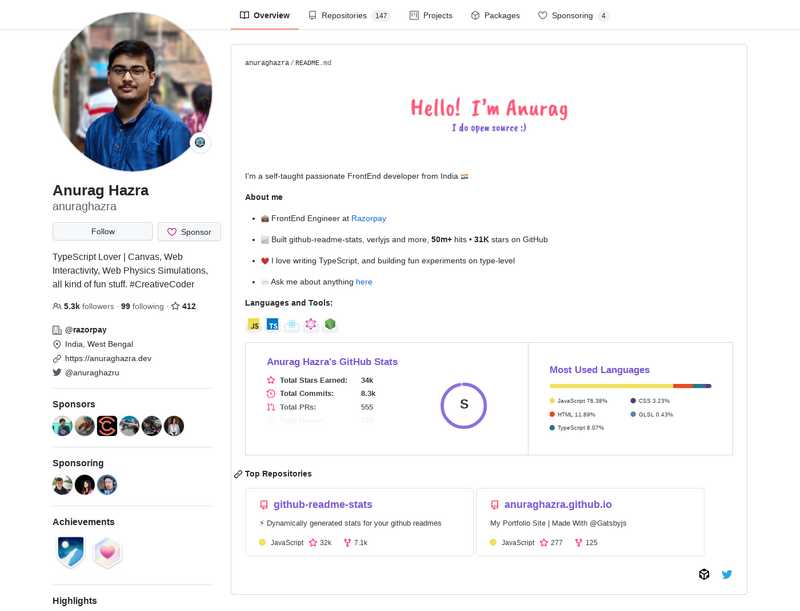 Overview
Repositories 147
Projects
Packages
Sponsoring 4
Anurag Hazra
anuraghazra
Follow
Sponsor
TypeScript Lover | Canvas, Web
Interactivity, Web Physics Simulations,
all kind of fun stuff. #CreativeCoder
5.3k followers · 99 following · 412
@razorpay
India, West Bengal
https://anuraghazra.dev
@anuraghazru
Sponsors
Sponsoring
Achievements
Highlights
anuraghazra / README.md
Hello! I'm Anurag
I do open source :)
I'm a self-taught passionate FrontEnd developer from India
About me
• FrontEnd Engineer at Razorpay
• Built github-readme-stats, verlyjs and more, 50m+ hits • 31K stars on GitHub
• I love writing TypeScript, and building fun experiments on type-level
• Ask me about anything here
Languages and Tools:
JS TS
Anurag Hazra's GitHub Stats
Total Stars Earned: 34k
Total Commits: 8.3k
Total PRs: 555
S
Most Used Languages
JavaScript 76.38%
CSS 3.23%
HTML 11.89%
GLSL 0.43%
TypeScript 8.07%
Top Repositories
github-readme-stats
⚡ Dynamically generated stats for your github readmes
JavaScript 32k 7.1k
anuraghazra.github.io
My Portfolio Site | Made With @Gatsbyjs
JavaScript 277 125